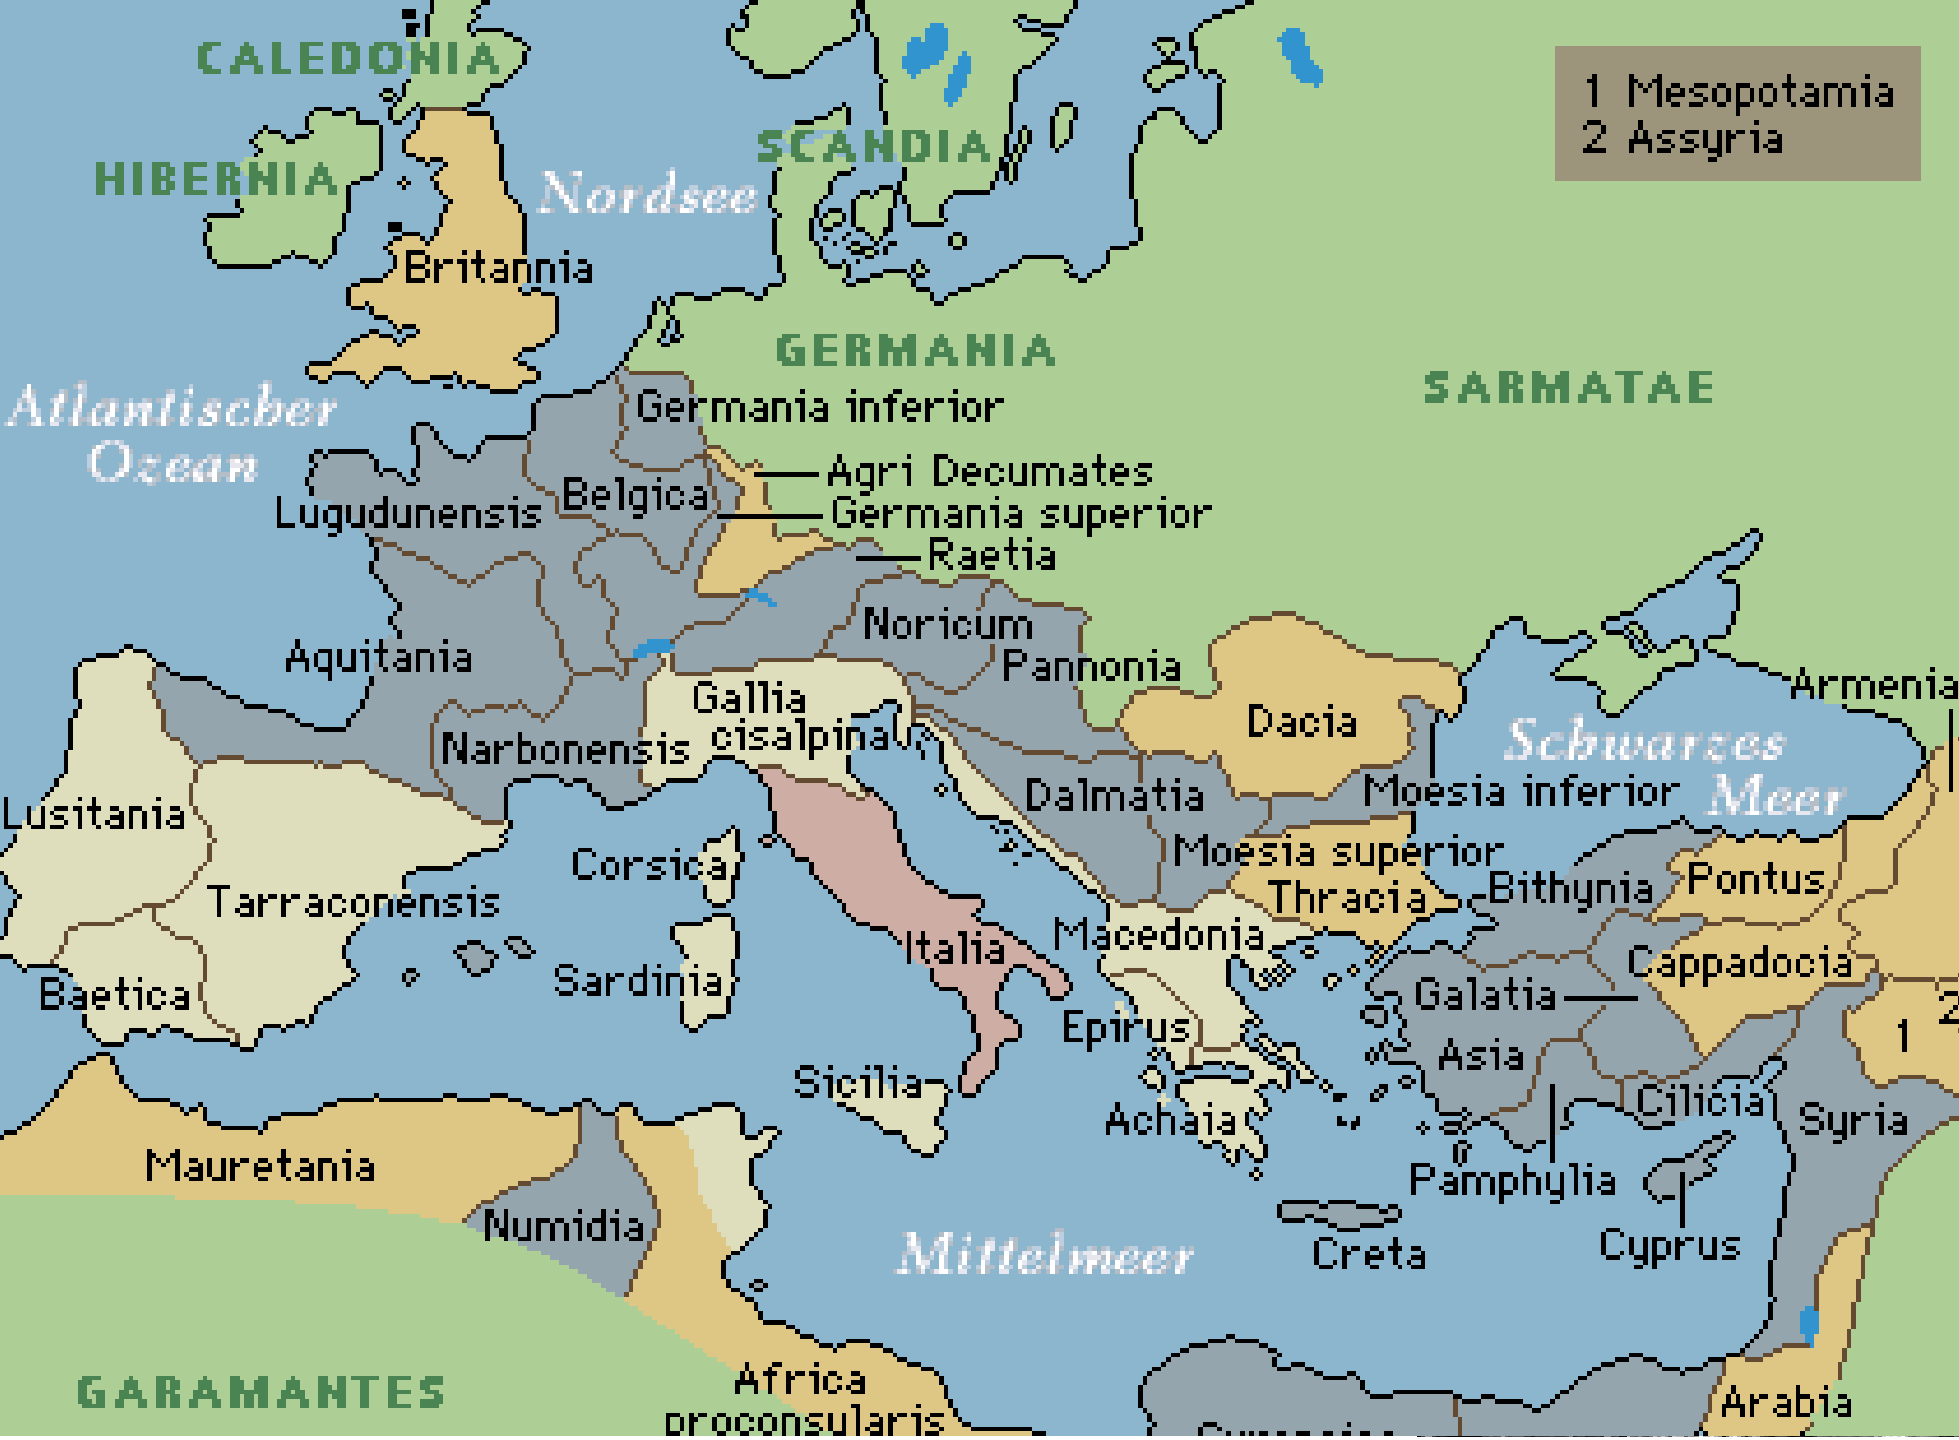 CALEDONIA
1 Mesopotamia
2 Assyria
SCANDIA
HIBERNIA
Nordsee
Britannia
GERMANIA
SARMATAE
Atlantischer
Ozean
Germania inferior
Agri Decumates
Belgica
Lugudunensis
Germania superior
Raetia
Noricum
Aquitania
Pannonia
Armenia
Gallia
cisalpina
Dacia
Narbonensis
Schwarzes
Meer
Dalmatia
Moesia inferior
Lusitania
Moesia superior
Corsica
Pontus
Bithynia
Tarraconensis
Thracia
Macedonia
Italia
Cappadocia
Sardinia
Baetica
Galatia
2
Epirus
1
Asia
Sicilia
Cilicia
Achaia
Syria
Mauretania
Pamphylia
Numidia
Cyprus
Mittelmeer
Creta
Africa
proconsularis
GARAMANTES
Arabia